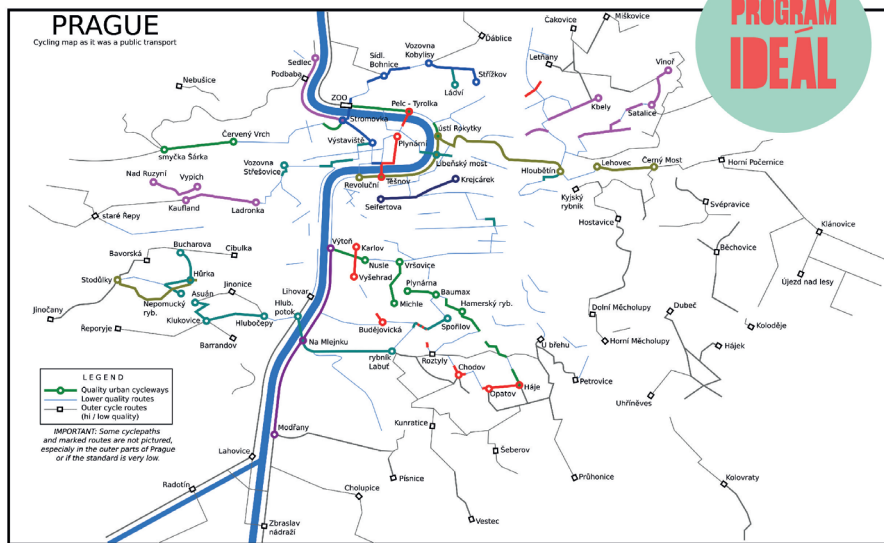 PRAGUE
Cycling map as it was a public transport
PROGRAM
IDEÁL
Sedlec
Podbaba
Nebušice
ZOO
Stromovka
Sídl.
Bohnice
Vozovna
Kobylisy
Ďáblice
Střížkov
Ládví
Čakovice
Miškovice
Letňany
Vinoř
Kbely
Satalice
Pelc - Tyrolka
Plynární
Ústí Rokytky
Výstaviště
Libeňský most
Těšnov
Revoluční
Krejcárek
Seifertova
Červený Vrch
smyčka Šárka
Vozovna
Střešovice
Nad Ruzyní
Vypich
Kaufland
Ladronka
staré Řepy
Hloubětín
Lehovec
Černý Most
Horní Počernice
Kyjský
rybník
Hostavice
Svépravice
Klánovice
Běchovice
Újezd nad lesy
Bucharova
Bavorská
Cibulka
Stodůlky
Hůrka
Jinonice
Asuán
Nepomucký
ryb.
Jinočany
Řeporyje
Klukovice
Hlubočepy
Barrandov
Lihovar
Hlub.
potok
Výtoň
Karlov
Nusle
Vyšehrad
Vršovice
Plynárna
Michle
Baumax
Hamerský ryb.
Budějovická
Spořilov
Na Mlejnku
rybník
Labuť
Roztyly
Chodov
Opatov
Háje
U břehu
Petrovice
Dolní Měcholupy
Horní Měcholupy
Dubeč
Koloděje
Hájek
Uhříněves
Kolovraty
LEGEND
Quality urban cycleways
Lower quality routes
Outer cycle routes
(hi / low quality)
IMPORTANT: Some cyclepaths
and marked routes are not pictured,
especialy in the outer parts of Prague
or if the standard is very low.
Modřany
Kunratice
Šeberov
Písnice
Průhonice
Lahovice
Radotín
Cholupice
Vestec
Zbraslav
nádraží